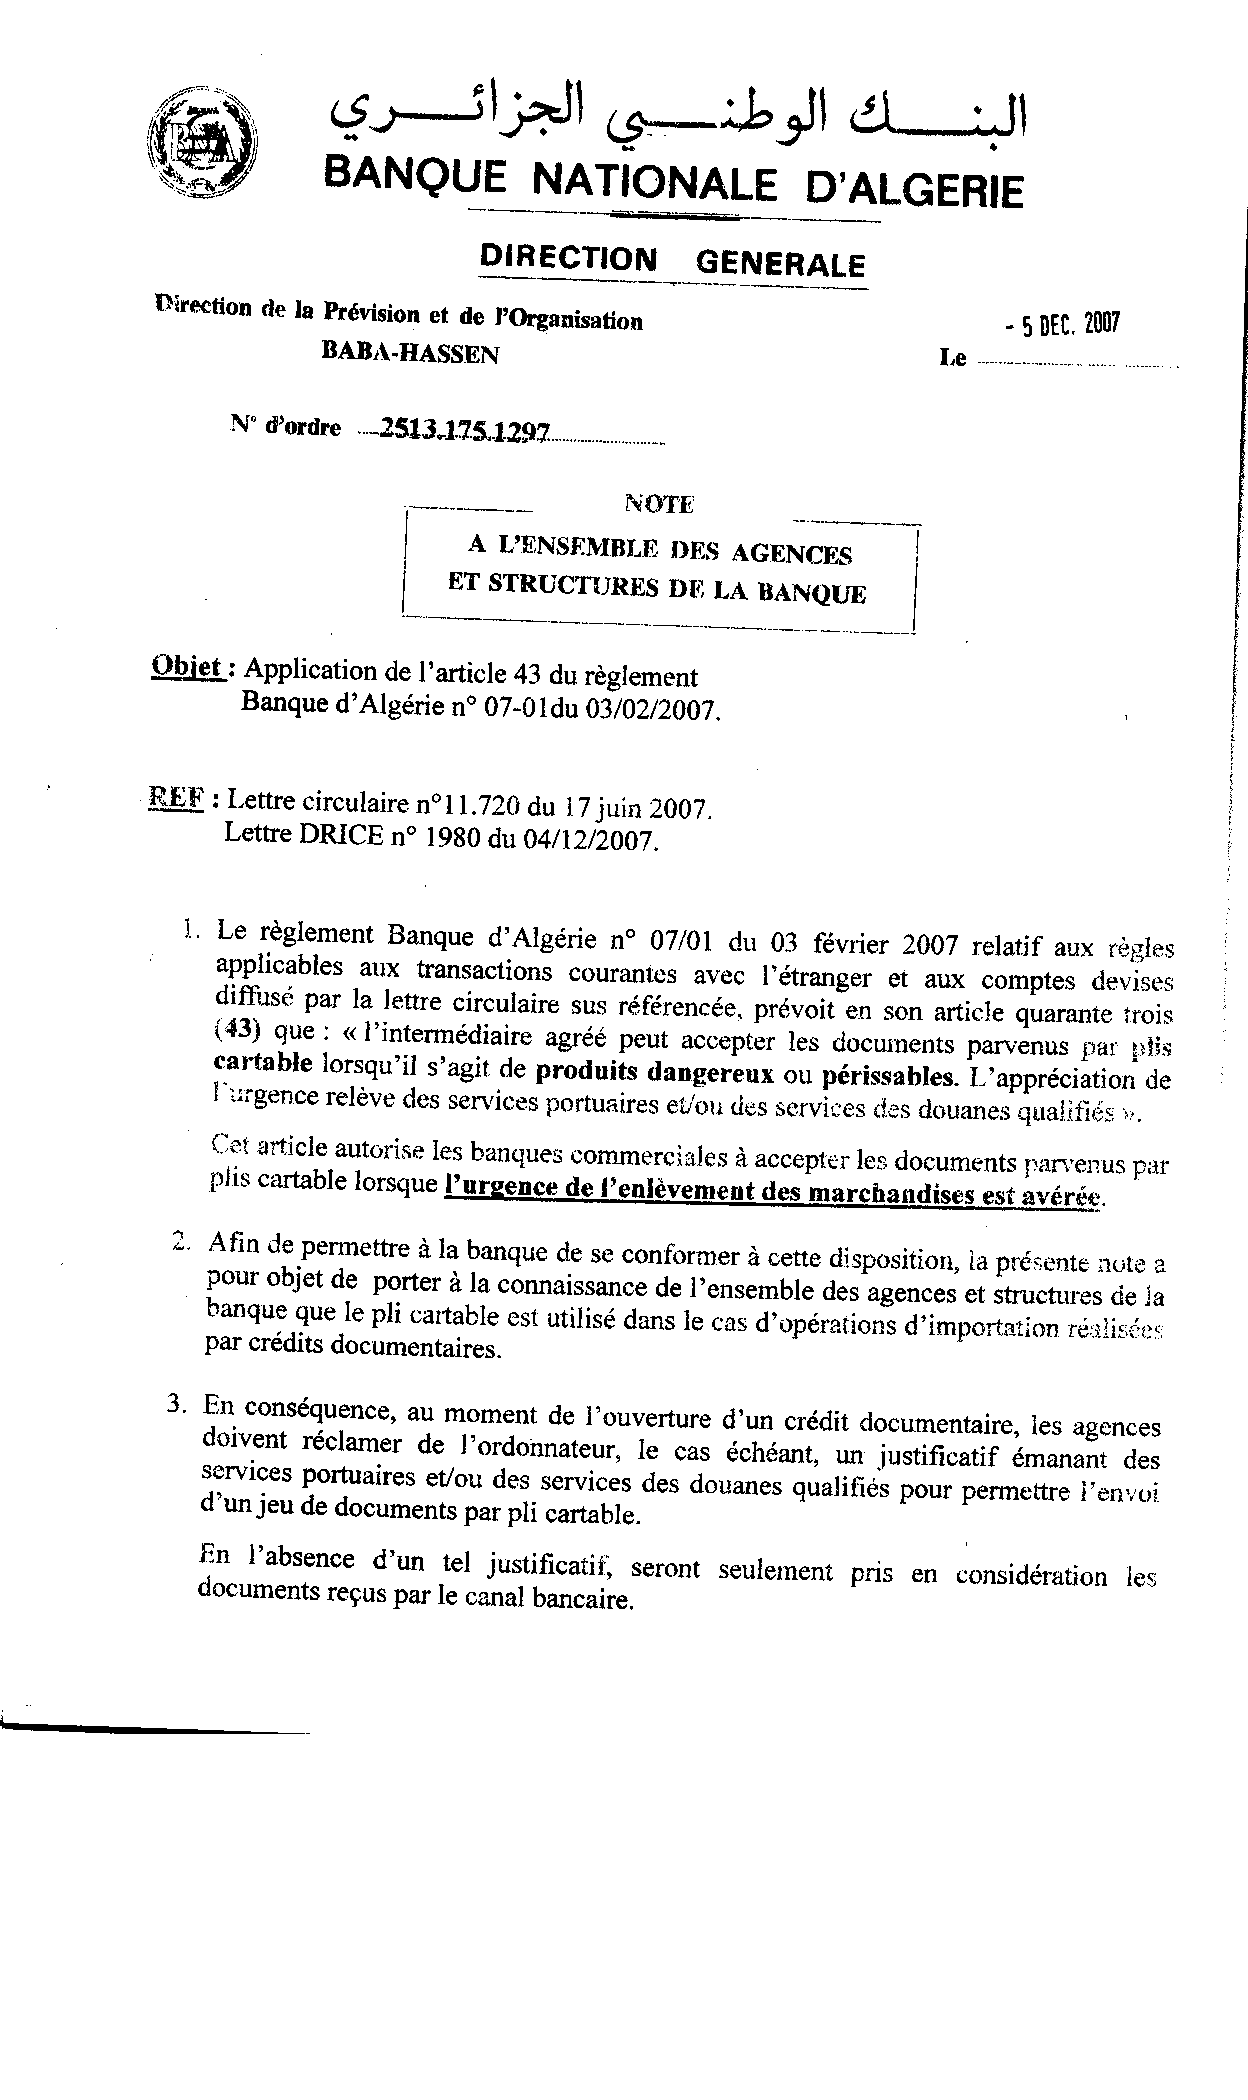 البنـــك الوطنـــي الجزائـــري
BANQUE NATIONALE D'ALGERIE
DIRECTION GENERALE
Direction de la Prévision et de l'Organisation
BABA-HASSEN
- 5 DEC. 2007
Le
N° d'ordre 2513.175.1297
NOTE
A L'ENSEMBLE DES AGENCES
ET STRUCTURES DE LA BANQUE
Objet : Application de l'article 43 du règlement
Banque d'Algérie n° 07-01du 03/02/2007.
REF : Lettre circulaire n°11.720 du 17 juin 2007.
Lettre DRICE n° 1980 du 04/12/2007.
1. Le règlement Banque d'Algérie n° 07/01 du 03 février 2007 relatif aux règles
applicables aux transactions courantes avec l'étranger et aux comptes devises
diffusé par la lettre circulaire sus référencée, prévoit en son article quarante trois
(43) que : « l'intermédiaire agréé peut accepter les documents parvenus par plis
cartable lorsqu'il s'agit de produits dangereux ou périssables. L'appréciation de
l'urgence relève des services portuaires et/ou des services des douanes qualifiés ».
Cet article autorise les banques commerciales à accepter les documents parvenus par
plis cartable lorsque l'urgence de l'enlèvement des marchandises est avérée.
2. Afin de permettre à la banque de se conformer à cette disposition, la présente note a
pour objet de porter à la connaissance de l'ensemble des agences et structures de la
banque que le pli cartable est utilisé dans le cas d'opérations d'importation réalisées
par crédits documentaires.
3. En conséquence, au moment de l'ouverture d'un crédit documentaire, les agences
doivent réclamer de l'ordonnateur, le cas échéant, un justificatif émanant des
services portuaires et/ou des services des douanes qualifiés pour permettre l'envoi
d'un jeu de documents par pli cartable.
En l'absence d'un tel justificatif, seront seulement pris en considération les
documents reçus par le canal bancaire.